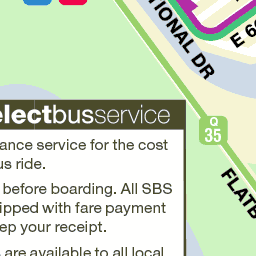 TIONAL DR
E 6
electbusservice
Q
35
FLATB
ance service for the cost
us ride.
before boarding. All SBS
ipped with fare payment
ep your receipt.
are available to all local